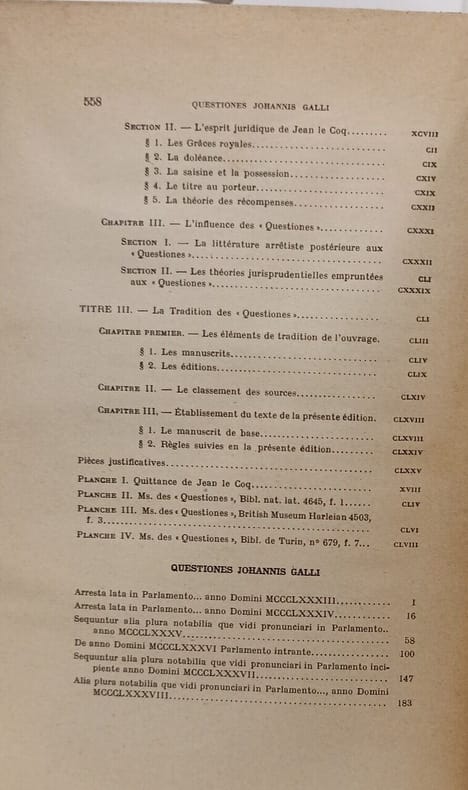 558 QUESTIONES JOHANNIS GALLI
SECTION II. — L'esprit juridique de Jean le Coq......... XCVIII
§ 1. Les Grâces royales.............................. CII
§ 2. La doléance................................... CIX
§ 3. La saisine et la possession..................... CXIV
§ 4. Le titre au porteur............................ CXIX
§ 5. La théorie des récompenses.................... CXXII
CHAPITRE III. — L'influence des « Questiones »............. CXXXI
SECTION I. — La littérature arrêtiste postérieure aux
« Questiones »...................................... CXXXII
SECTION II. — Les théories jurisprudentielles empruntées CLI
aux « Questiones »................................. CXXXIX
TITRE III. — La Tradition des « Questiones »................. CLI
CHAPITRE PREMIER. — Les éléments de tradition de l'ouvrage. CLIII
§ 1. Les manuscrits................................. CLIV
§ 2. Les éditions................................... CLIX
CHAPITRE II. — Le classement des sources.................. CLXIV
CHAPITRE III. — Établissement du texte de la présente édition. CLXVIII
§ 1. Le manuscrit de base........................... CLXVIII
§ 2. Règles suivies en la présente édition............. CLXXIV
Pièces justificatives........................................ CLXXV
PLANCHE I. Quittance de Jean le Coq......................... XVIII
PLANCHE II. Ms. des « Questiones », Bibl. nat. lat. 4645, f. 1...... CLIV
PLANCHE III. Ms. des « Questiones », British Museum Harleian 4503,
f. 3.................................................. CLVI
PLANCHE IV. Ms. des « Questiones », Bibl. de Turin, n° 679, f. 7... CLVIII
QUESTIONES JOHANNIS GALLI
Arresta lata in Parlamento... anno Domini MCCCLXXXIII............ 1
Arresta lata in Parlamento... anno Domini MCCCLXXXIV............ 16
Sequuntur alia plura notabilia que vidi pronunciari in Parlamento..
anno MCCCLXXXV....................................... 58
De anno Domini MCCCLXXXVI Parlamento intrante.............. 100
Sequuntur alia plura notabilia que vidi pronunciari in Parlamento inci-
piente anno Domini MCCCLXXXVII........................ 147
Alia plura notabilia que vidi pronunciari in Parlamento..., anno Domini
MCCCLXXXVIII........................................ 183